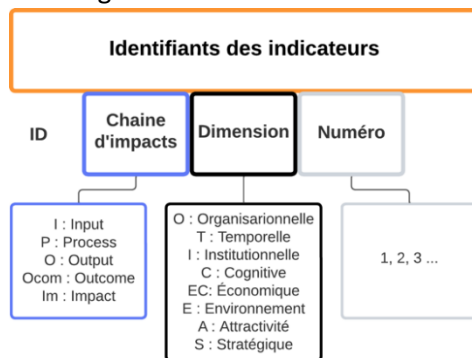 Identifiants des indicateurs
ID
Chaine
d'impacts
Dimension
Numéro
I : Input
P : Process
O : Output
Ocom : Outcome
Im : Impact
O : Organisarionnelle
T : Temporelle
I : Institutionnelle
C : Cognitive
EC: Économique
E : Environnement
A : Attractivité
S : Stratégique
1, 2, 3 ...